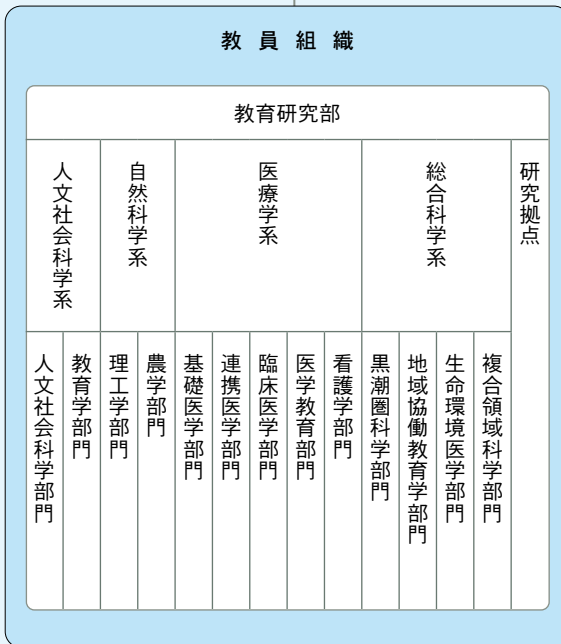 教員組織
教育研究部
人文社会科学系
自然科学系
医療学系
総合科学系
研究拠点
人文社会科学部門
教育学部門
理工学部門
農学部門
基礎医学部門
連携医学部門
臨床医学部門
医学教育部門
看護学部門
黒潮圏科学部門
地域協働教育学部門
生命環境医学部門
複合領域科学部門